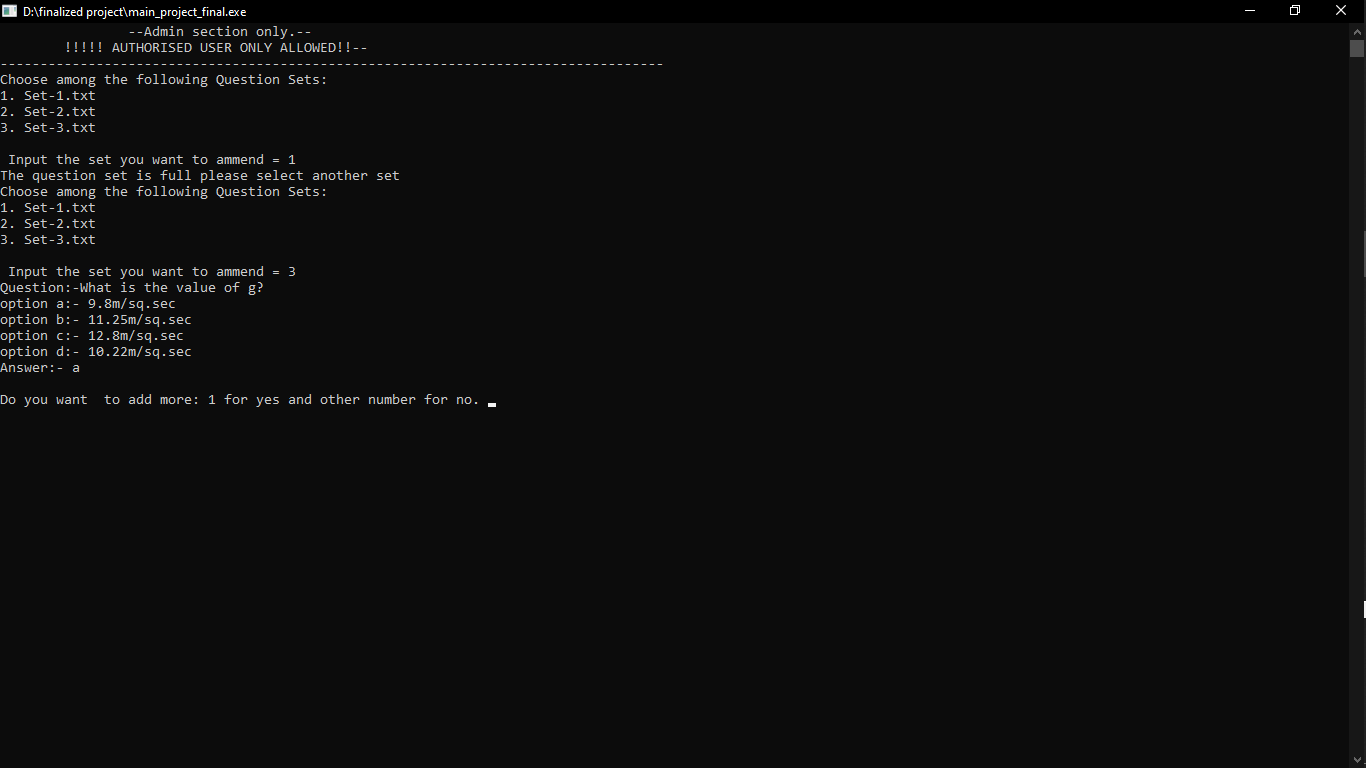 D:\finalized project\main_project_final.exe
--Admin section only.--
!!!!! AUTHORISED USER ONLY ALLOWED!!--
-----------------------------------------------------------------------------------
Choose among the following Question Sets:
1. Set-1.txt
2. Set-2.txt
3. Set-3.txt
Input the set you want to ammend = 1
The question set is full please select another set
Choose among the following Question Sets:
1. Set-1.txt
2. Set-2.txt
3. Set-3.txt
Input the set you want to ammend = 3
Question:-What is the value of g?
option a:- 9.8m/sq.sec
option b:- 11.25m/sq.sec
option c:- 12.8m/sq.sec
option d:- 10.22m/sq.sec
Answer:- a
Do you want  to add more: 1 for yes and other number for no.